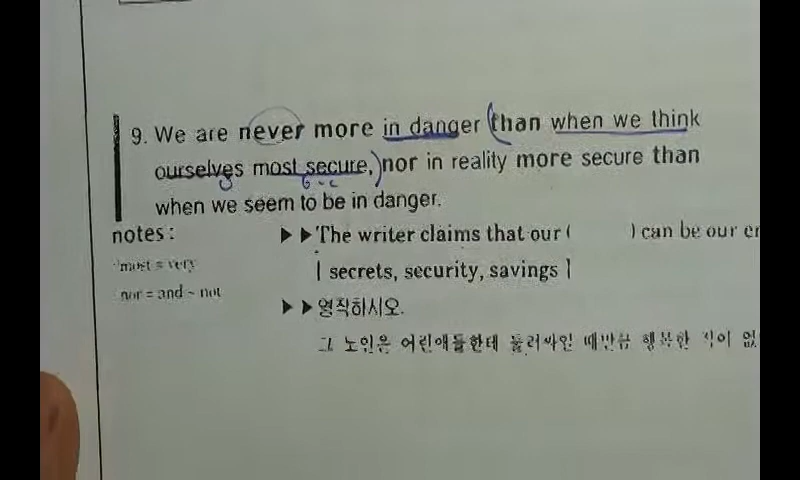 9. We are never more in danger than when we think
ourselves most secure, nor in reality more secure than
when we seem to be in danger.
notes :
▶▶The writer claims that our ( ) can be our
most = very
| secrets, security, savings |
nor = and ~ not
▶▶영작하시오.
그 노인은 어린애들한테 둘러싸인 때만큼 행복한 적이